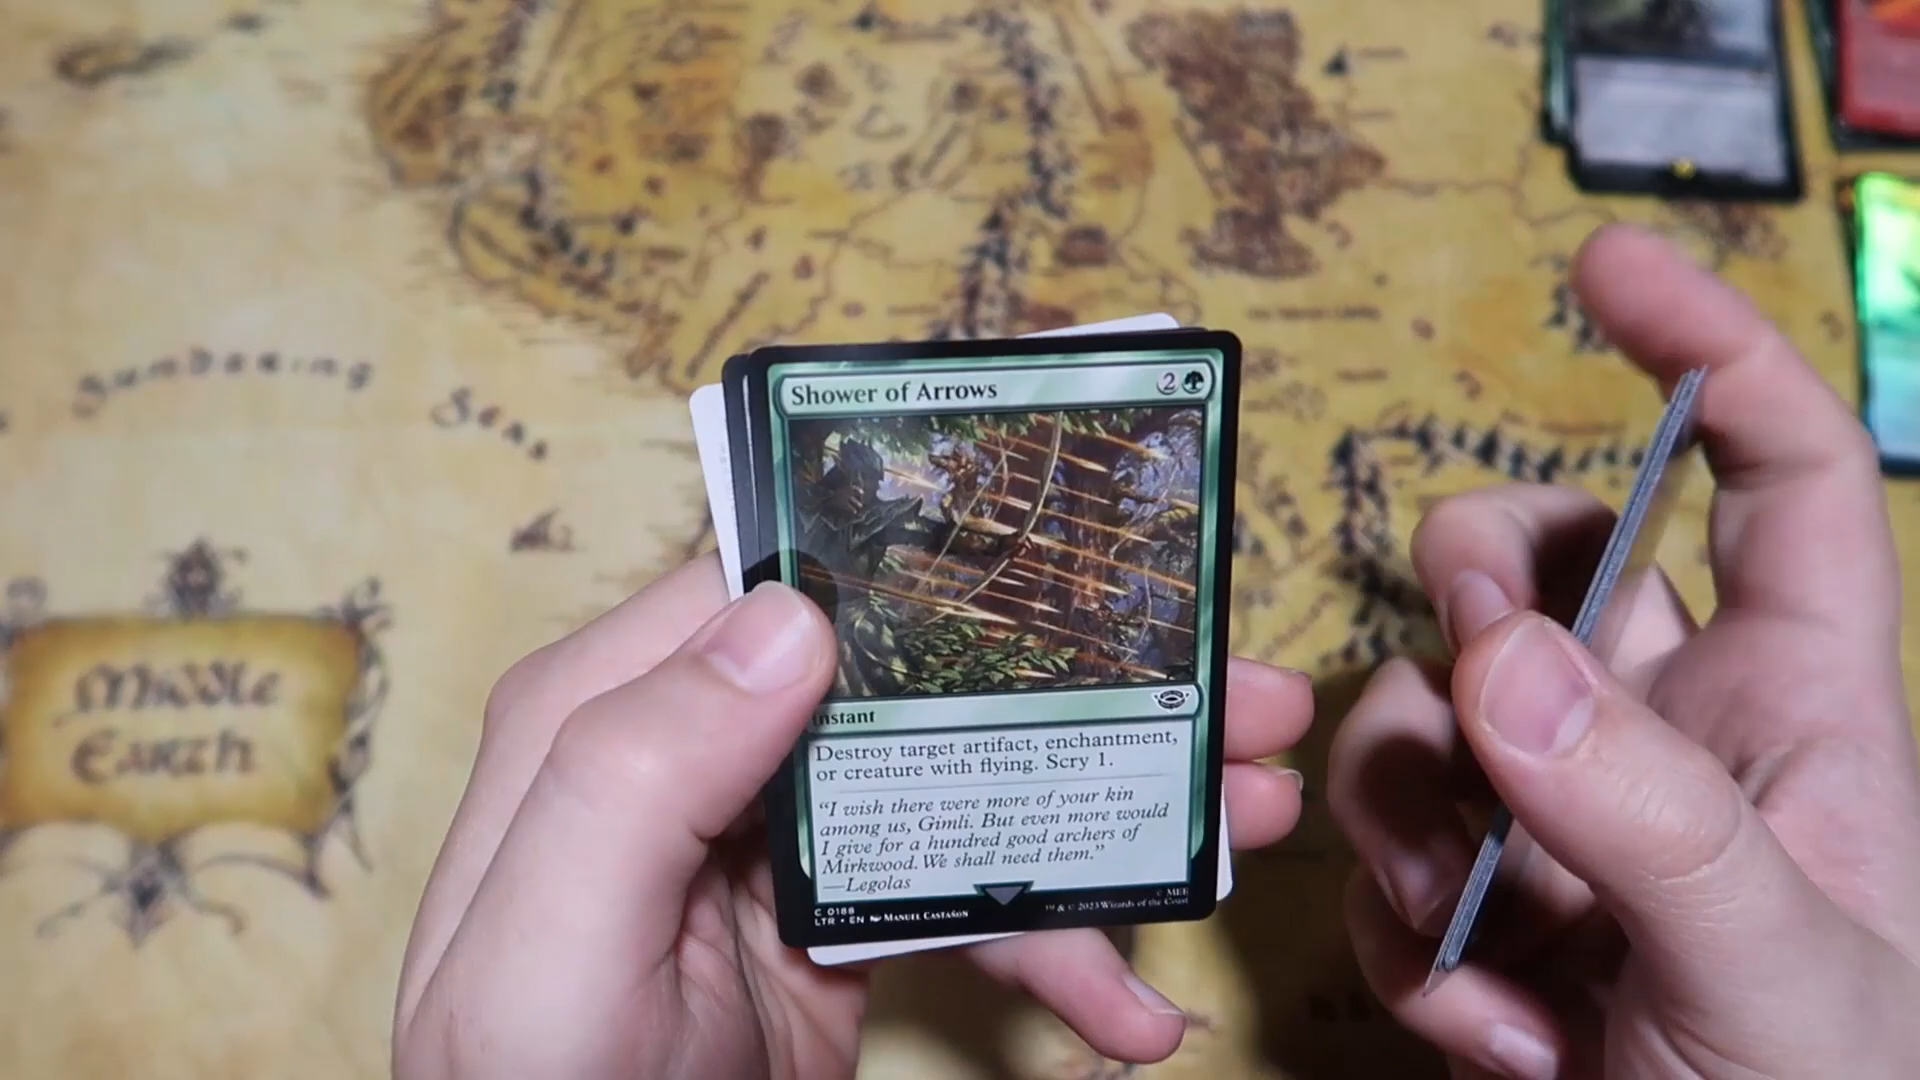 Sundering
Seas
Middle
Earth
Shower of Arrows
2
Instant
Destroy target artifact, enchantment,
or creature with flying. Scry 1.
“I wish there were more of your kin
among us, Gimli. But even more would
I give for a hundred good archers of
Mirkwood. We shall need them.”
—Legolas
C 0188
LTR • EN MANUEL CASTAÑON
© MEE
™ & © 2023 Wizards of the Coast